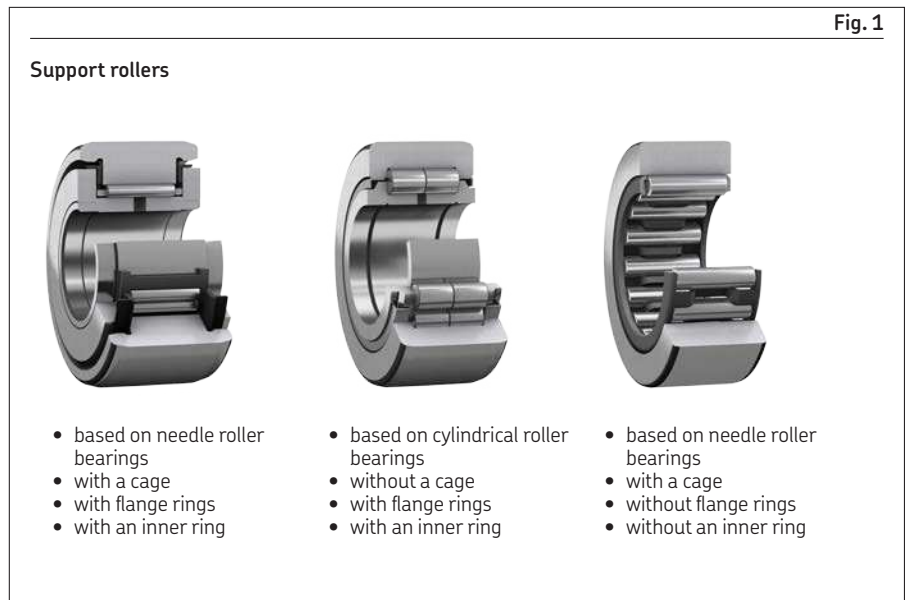 Fig. 1
Support rollers
• based on needle roller
bearings
• with a cage
• with flange rings
• with an inner ring
• based on cylindrical roller
bearings
• without a cage
• with flange rings
• with an inner ring
• based on needle roller
bearings
• with a cage
• without flange rings
• without an inner ring